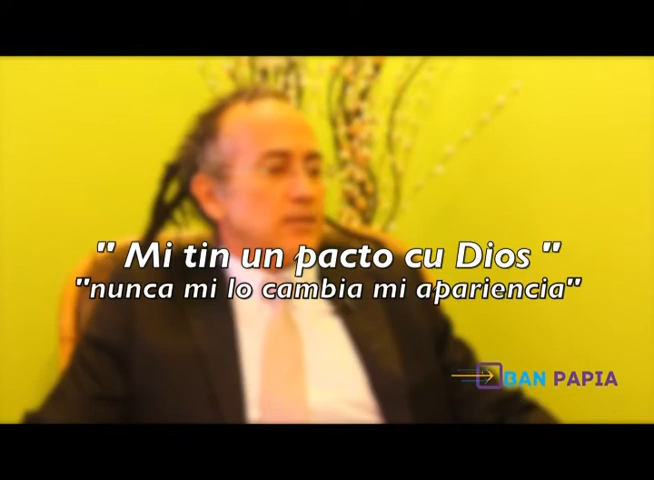 " Mi tin un pacto cu Dios "
"nunca mi lo cambia mi apariencia"
BAN PAPIA